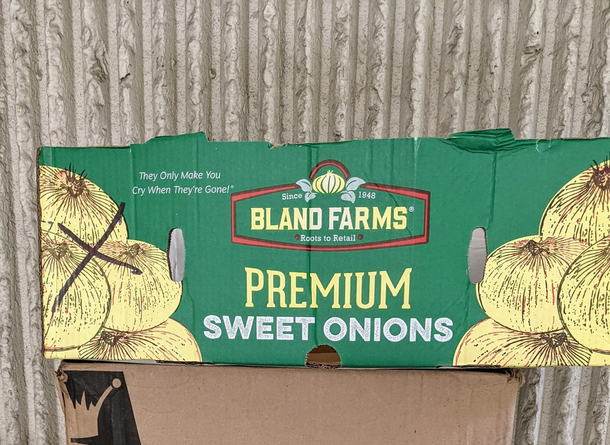 They Only Make You
Cry When They're Gone!®
Since 1948
BLAND FARMS®
• Roots to Retail •
PREMIUM
SWEET ONIONS